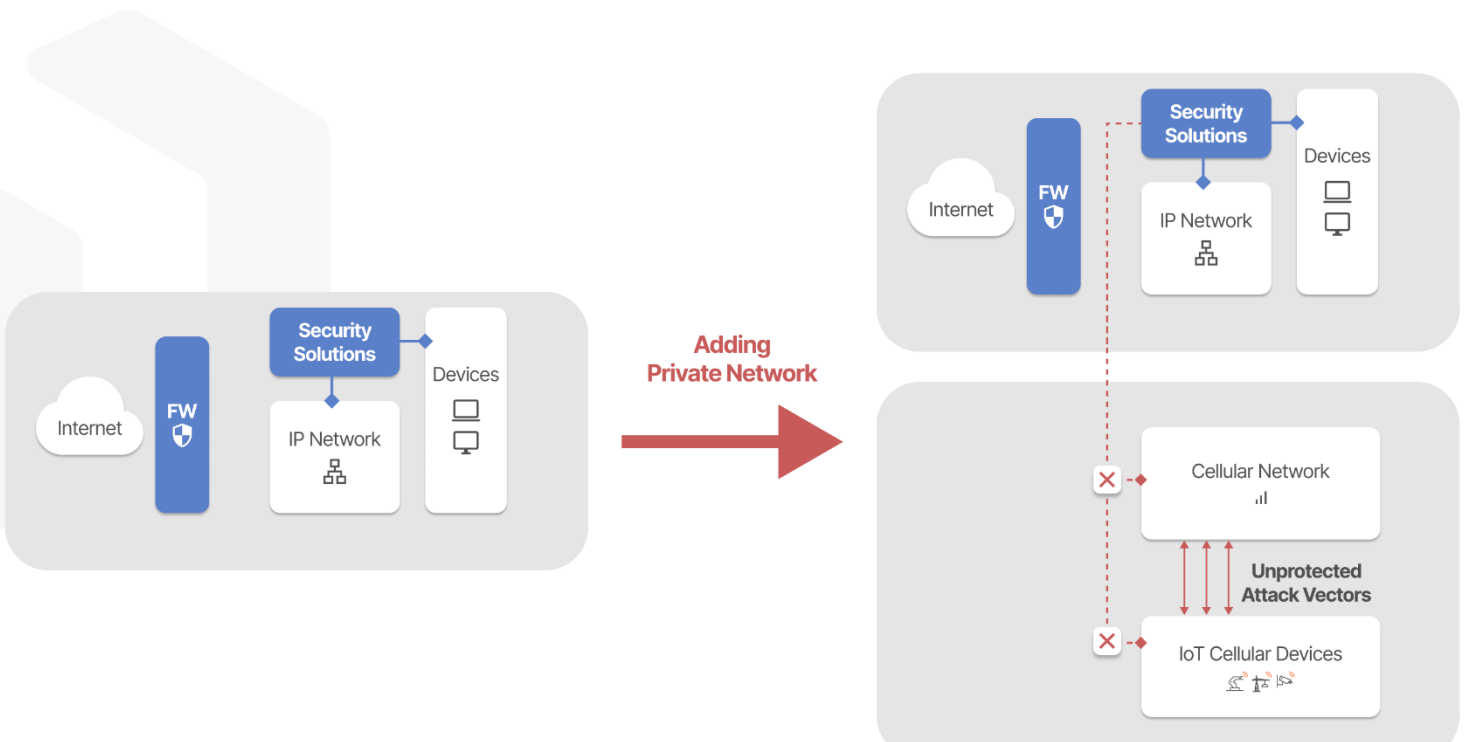 Security
Solutions
Devices
FW
Internet
IP Network
Adding
Private Network
Security
Solutions
Devices
FW
Internet
IP Network
Cellular Network
Unprotected
Attack Vectors
IoT Cellular Devices